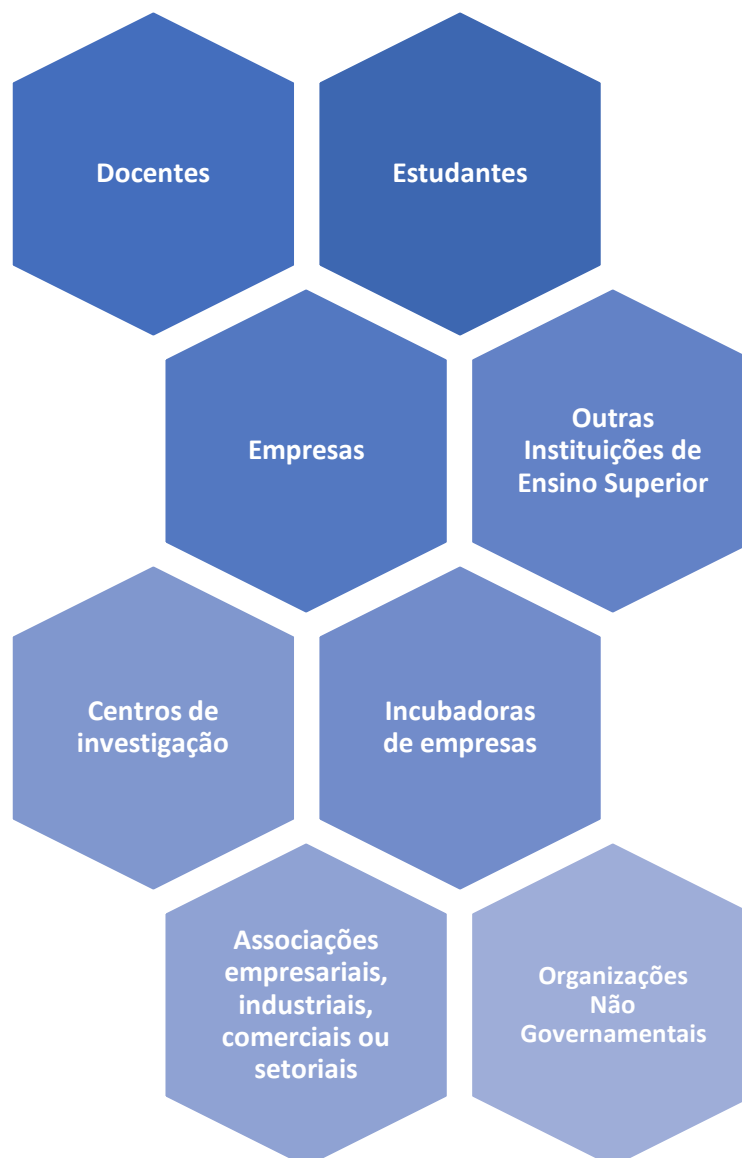 Docentes
Estudantes
Empresas
Outras
Instituições de
Ensino Superior
Centros de
investigação
Incubadoras
de empresas
Associações
empresariais,
industriais,
comerciais ou
setoriais
Organizações
Não
Governamentais